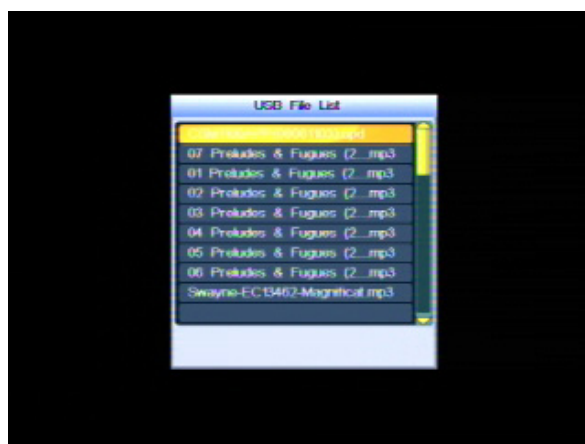 USB File List
07 Preludes & Fugues (2....mp3
01 Preludes & Fugues (2....mp3
02 Preludes & Fugues (2....mp3
03 Preludes & Fugues (2....mp3
04 Preludes & Fugues (2....mp3
05 Preludes & Fugues (2....mp3
06 Preludes & Fugues (2....mp3
Swayne-EC13462-Magnificat.mp3